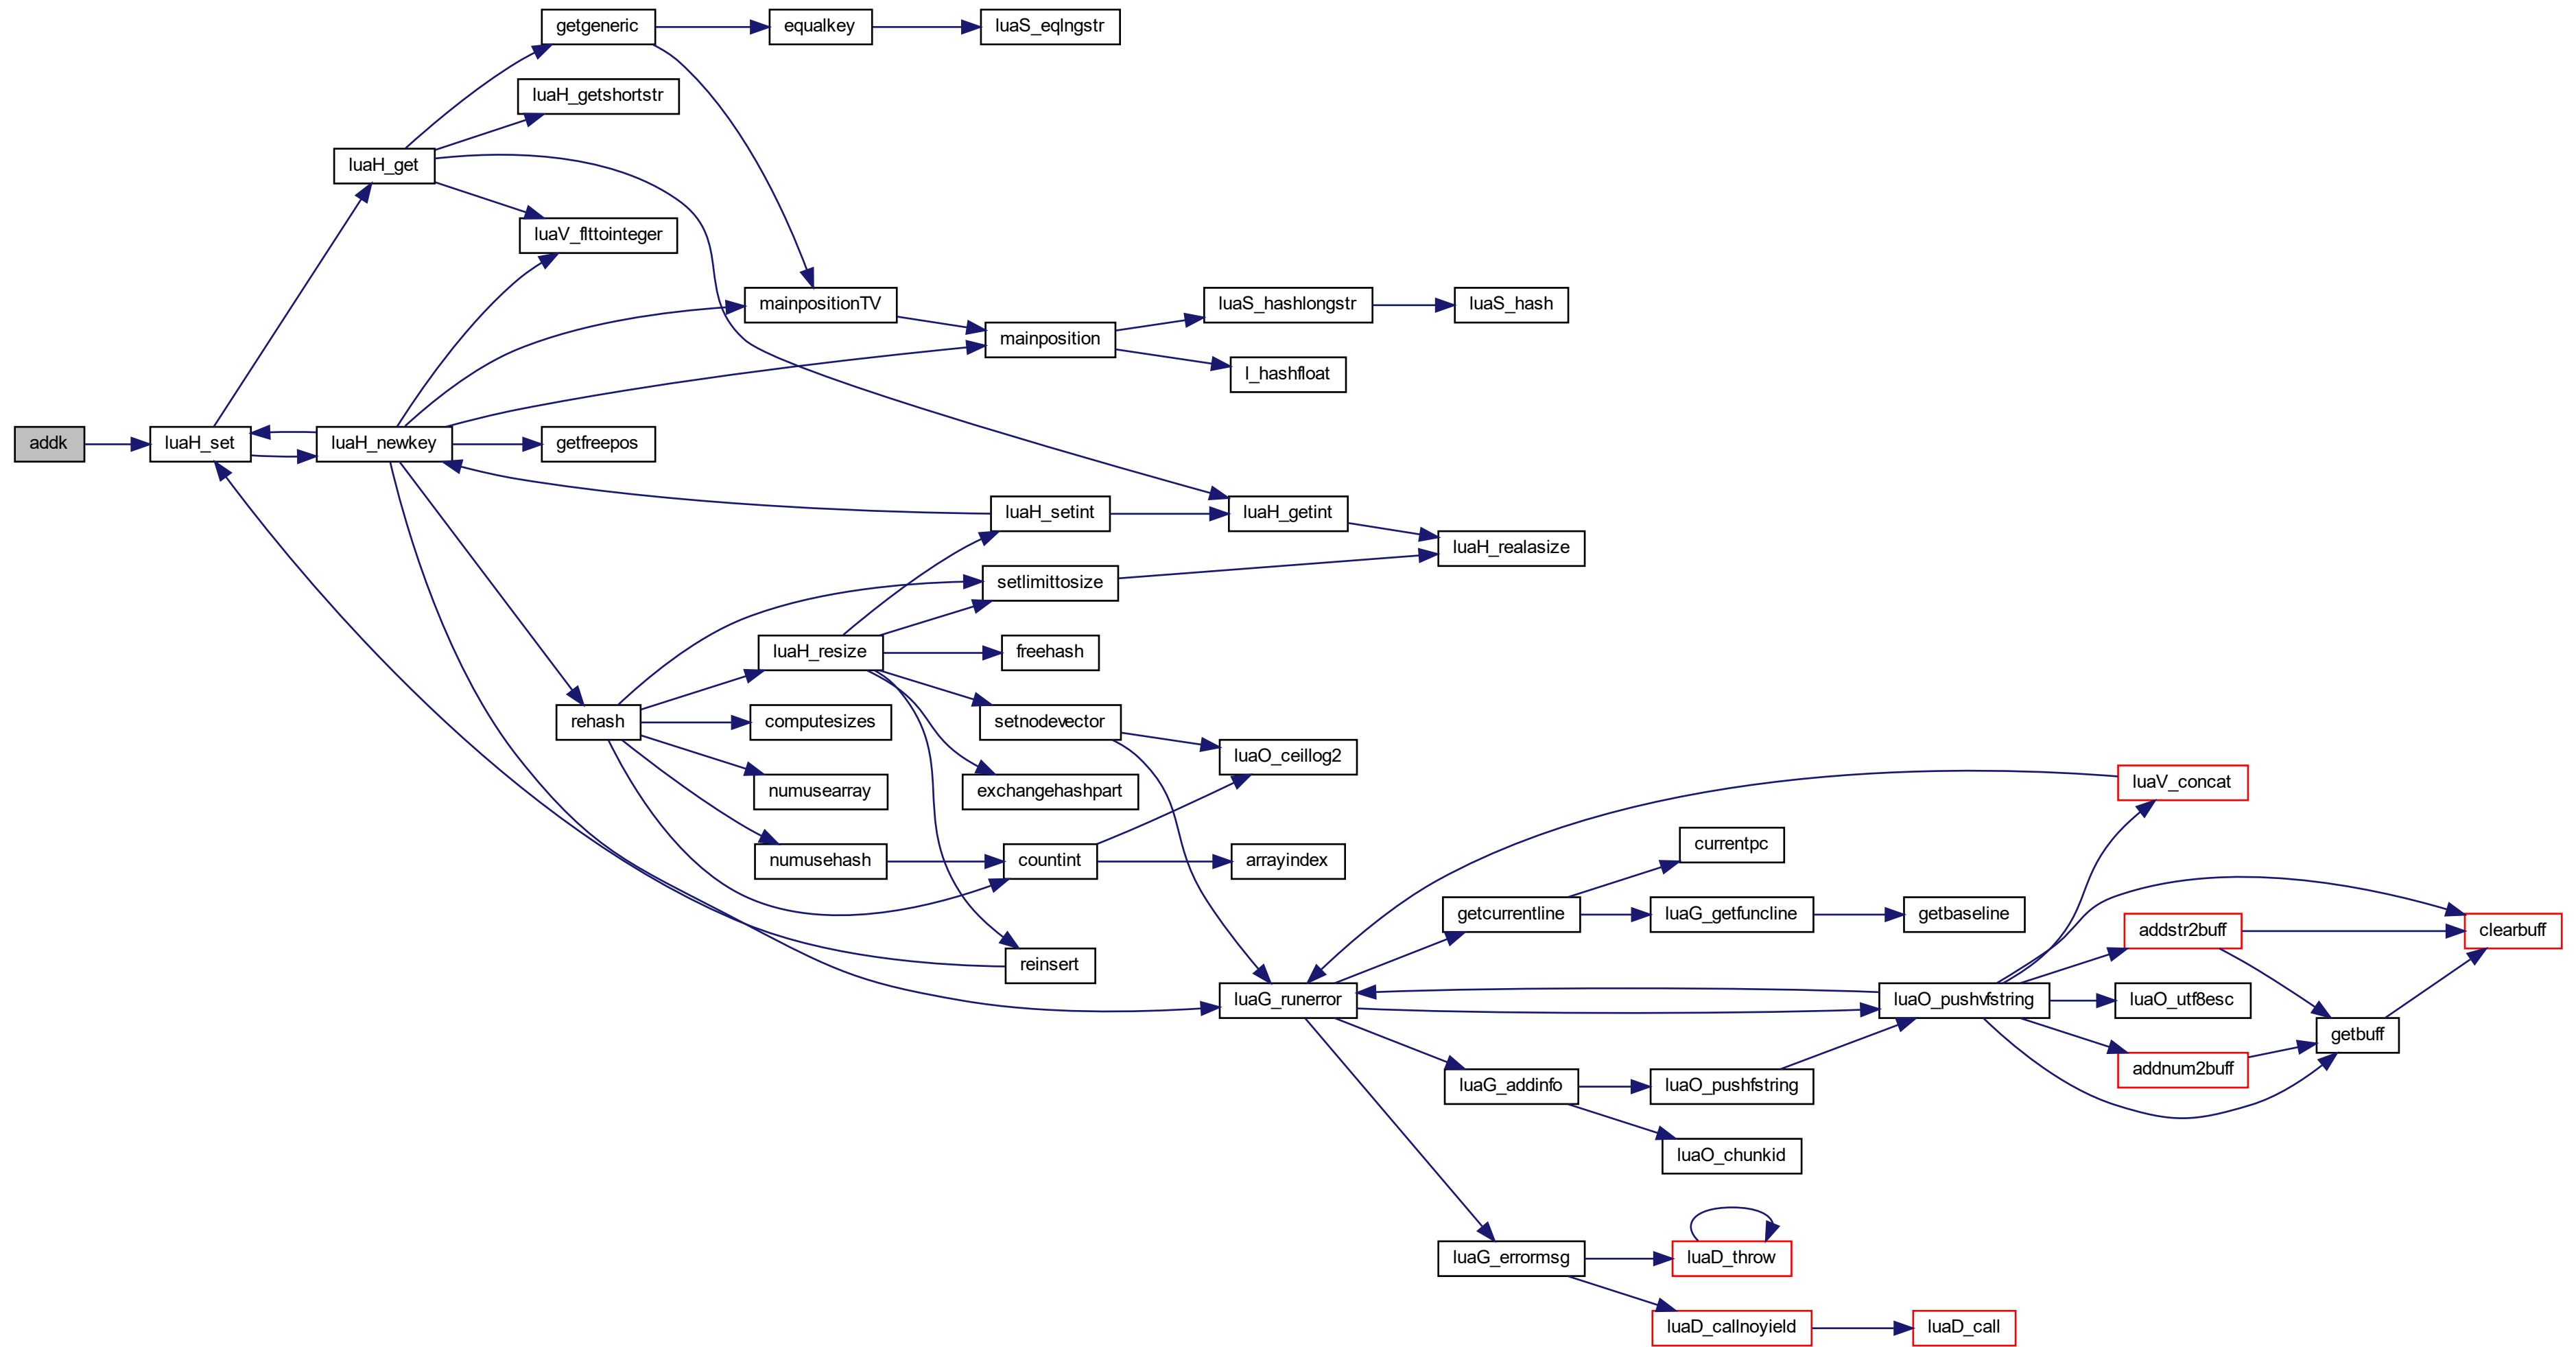 getgeneric
equalkey
luaS_eqlngstr
luaH_getshortstr
luaH_get
luaV_flttointeger
mainpositionTV
luaS_hashlongstr
luaS_hash
mainposition
l_hashfloat
addk
luaH_set
luaH_newkey
getfreepos
luaH_setint
luaH_getint
luaH_realasize
setlimittosize
luaH_resize
freehash
rehash
computesizes
setnodevector
luaO_ceillog2
numusearray
exchangehashpart
luaV_concat
numusehash
countint
arrayindex
currentpc
getcurrentline
luaG_getfuncline
getbaseline
addstr2buff
clearbuff
reinsert
luaG_runerror
luaO_pushvfstring
luaO_utf8esc
getbuff
luaG_addinfo
luaO_pushfstring
addnum2buff
luaO_chunkid
luaG_errormsg
luaD_throw
luaD_callnoyield
luaD_call